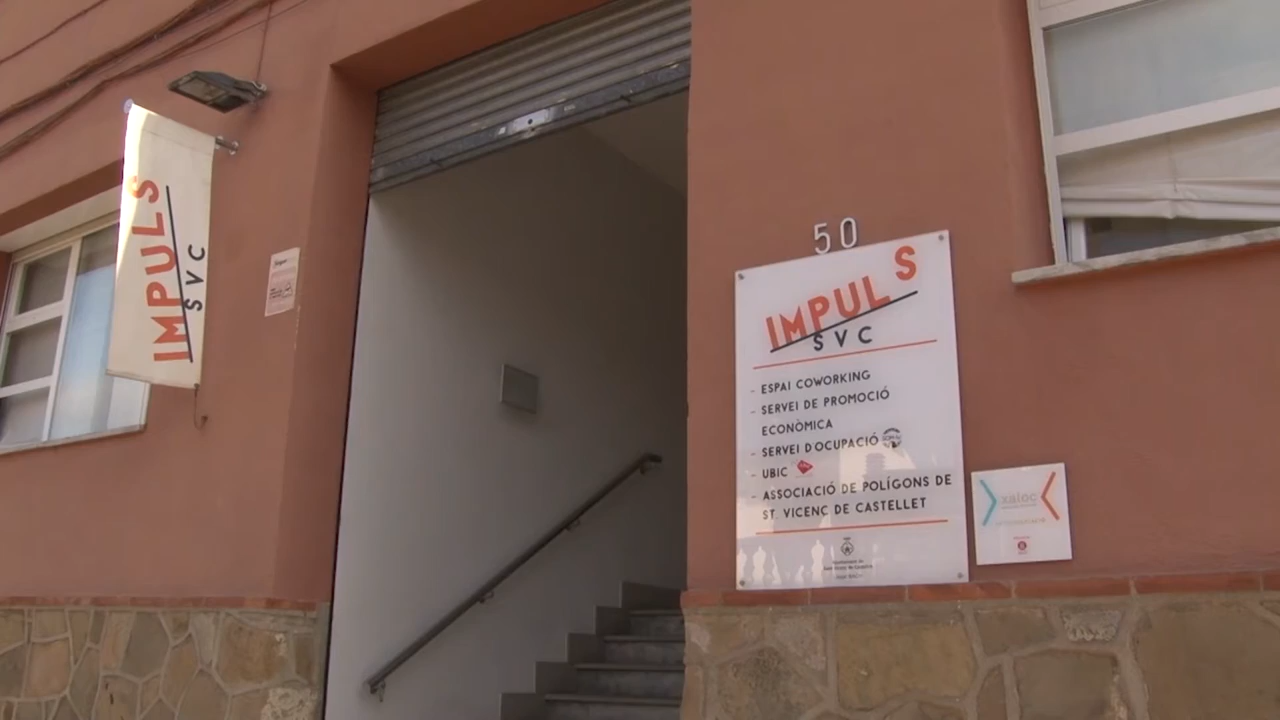 IMPULS
SVC
50
IMPULS
SVC
- ESPAI COWORKING
- SERVEI DE PROMOCIÓ
ECONÒMICA
- SERVEI D'OCUPACIÓ
- UBIC
- ASSOCIACIÓ DE POLÍGONS DE
ST. VICENC DE CASTELLET
xaloc